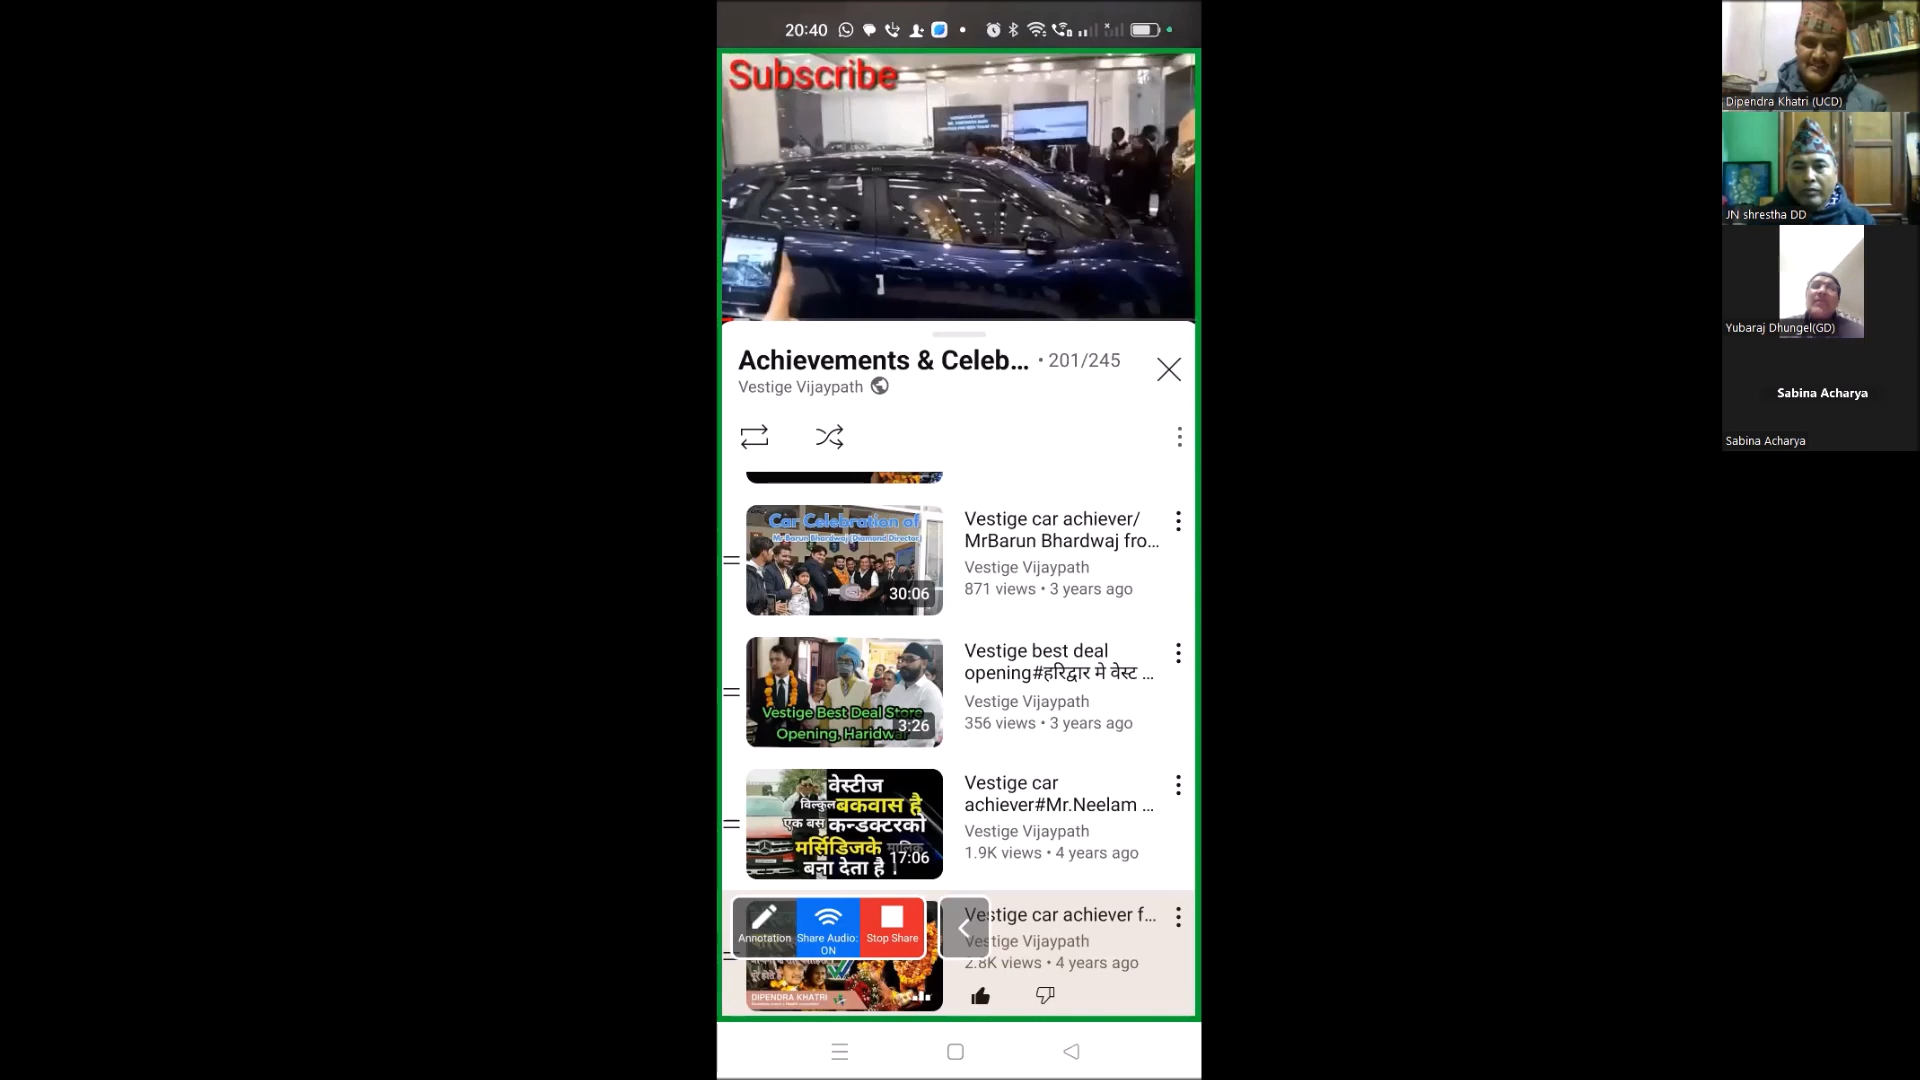 20:40
Subscribe
Achievements & Celeb... • 201/245
Vestige Vijaypath
Car Celebration of
Mr.Barun Bhardwaj (Diamond Director)
30:06
Vestige car achiever/
MrBarun Bhardwaj fro...
Vestige Vijaypath
871 views • 3 years ago
Vestige Best Deal Store
Opening, Haridwar
3:26
Vestige best deal
opening#हरिद्वार मे वेस्ट ...
Vestige Vijaypath
356 views • 3 years ago
वेस्टीज
विल्कुल बकवास है
एक बस कन्डक्टरको
मर्सिडिजके मालिक
बना देता है ।
17:06
Vestige car
achiever#Mr.Neelam ...
Vestige Vijaypath
1.9K views • 4 years ago
Annotation
Share Audio: ON
Stop Share
DIPENDRA KHATRI
Vestige car achiever f...
Vestige Vijaypath
2.8K views • 4 years ago
Dipendra Khatri (UCD)
JN shrestha DD
Yubaraj Dhungel(GD)
Sabina Acharya
Sabina Acharya